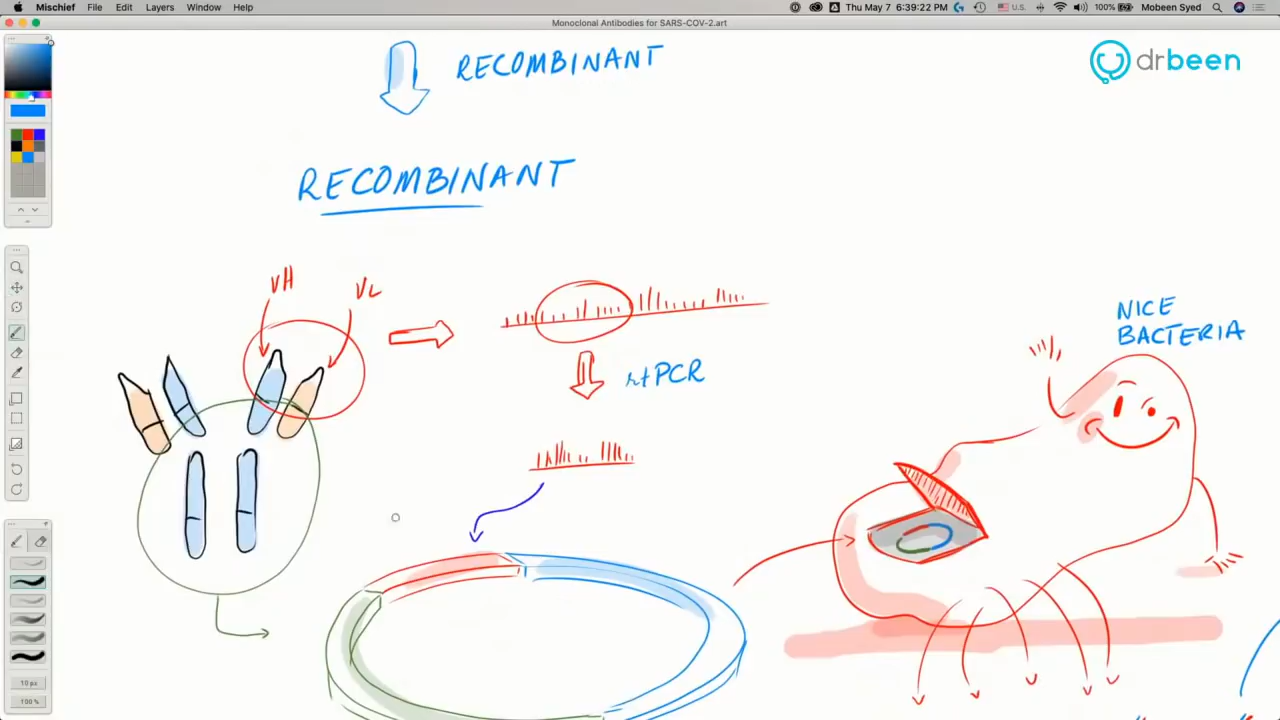 Mischief File Edit Layers Window Help U.S. 100% Thu May 7 6:39:22 PM Mobeen Syed
Monoclonal Antibodies for SARS-COV-2.art
drbeen
RECOMBINANT
RECOMBINANT
VH
VL
NICE
BACTERIA
rtPCR
10 px
100 %